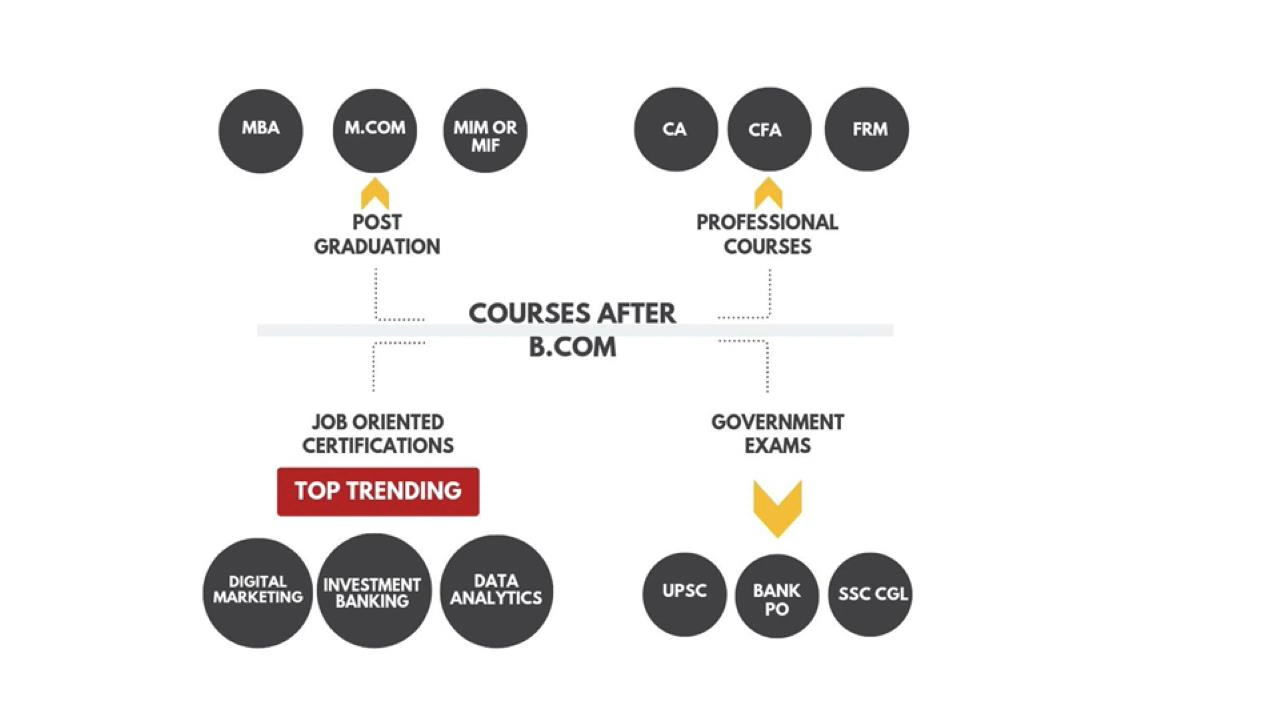 MBA
M.COM
MIM OR
MIF
CA
CFA
FRM
POST
GRADUATION
PROFESSIONAL
COURSES
COURSES AFTER
B.COM
JOB ORIENTED
CERTIFICATIONS
TOP TRENDING
GOVERNMENT
EXAMS
DIGITAL
MARKETING
INVESTMENT
BANKING
DATA
ANALYTICS
UPSC
BANK
PO
SSC CGL